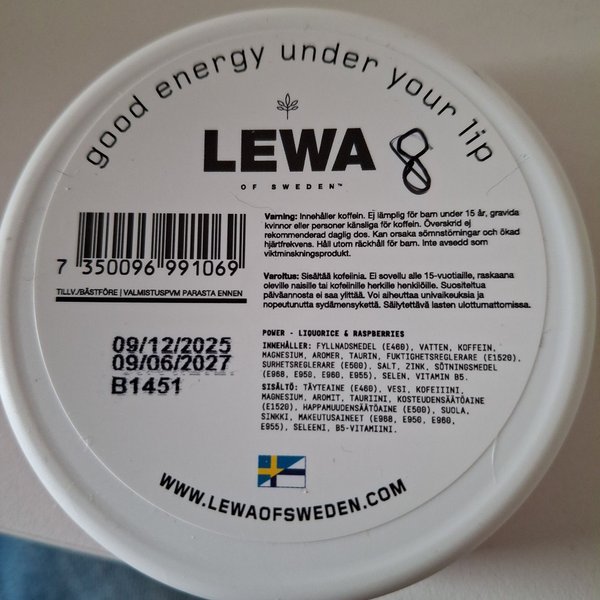 good energy under your lip
LEWA
OF SWEDEN™
8
7 350096 991069
TILLV./BÄSTFÖRE | VALMISTUSPVM PARASTA ENNEN
09/12/2025
09/06/2027
B1451
Varning: Innehåller koffein. Ej lämplig för barn under 15 år, gravida
kvinnor eller personer känsliga för koffein. Överskrid ej
rekommenderad daglig dos. Kan orsaka sömnstörningar och ökad
hjärtfrekvens. Håll utom räckhåll för barn. Inte avsedd som
viktminskningsprodukt.
Varoitus: Sisältää kofeiinia. Ei sovellu alle 15-vuotiaille, raskaana
oleville naisille tai kofeiinille herkille henkilöille. Suositeltua
päiväannosta ei saa ylittää. Voi aiheuttaa univaikeuksia ja
nopeutunutta sydämensykettä. Säilytettävä lasten ulottumattomissa.
POWER - LIQUORICE & RASPBERRIES
INNEHÅLLER: FYLLNADSMEDEL (E460), VATTEN, KOFFEIN,
MAGNESIUM, AROMER, TAURIN, FUKTIGHETSREGLERARE (E1520),
SURHETSREGLERARE (E500), SALT, ZINK, SÖTNINGSMEDEL
(E968, E950, E960, E955), SELEN, VITAMIN B5.
SISÄLTÖ: TÄYTEAINE (E460), VESI, KOFEIINI,
MAGNESIUM, AROMIT, TAURIINI, KOSTEUDENSÄÄTÖAINE
(E1520), HAPPAMUUDENSÄÄTÖAINE (E500), SUOLA,
SINKKI, MAKEUTUSAINEET (E968, E950, E960,
E955), SELEENI, B5-VITAMIINI.
WWW.LEWAOFSWEDEN.COM